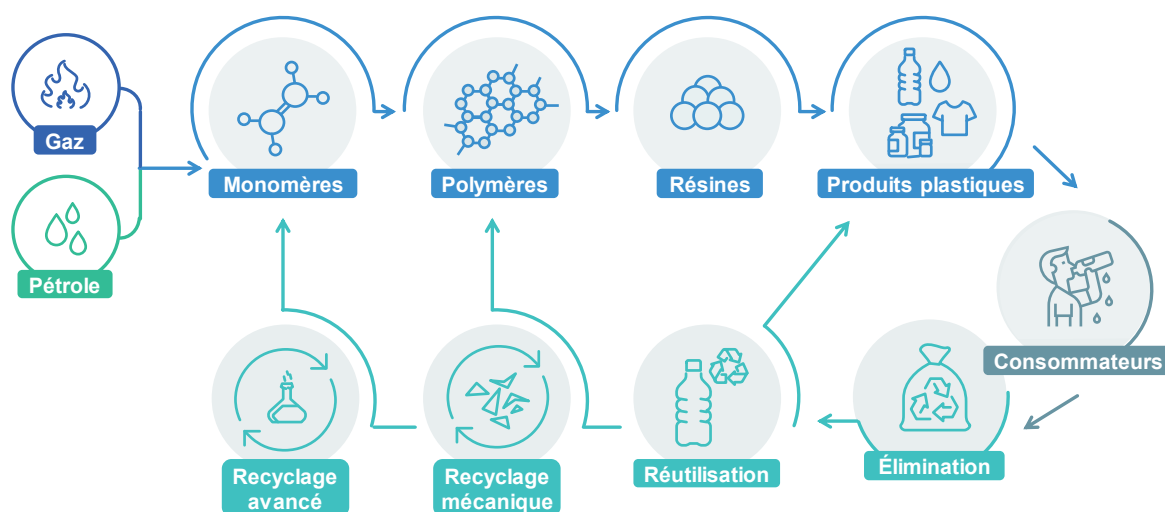 Gaz
Pétrole
Monomères
Polymères
Résines
Produits plastiques
Consommateurs
Élimination
Réutilisation
Recyclage
mécanique
Recyclage
avancé